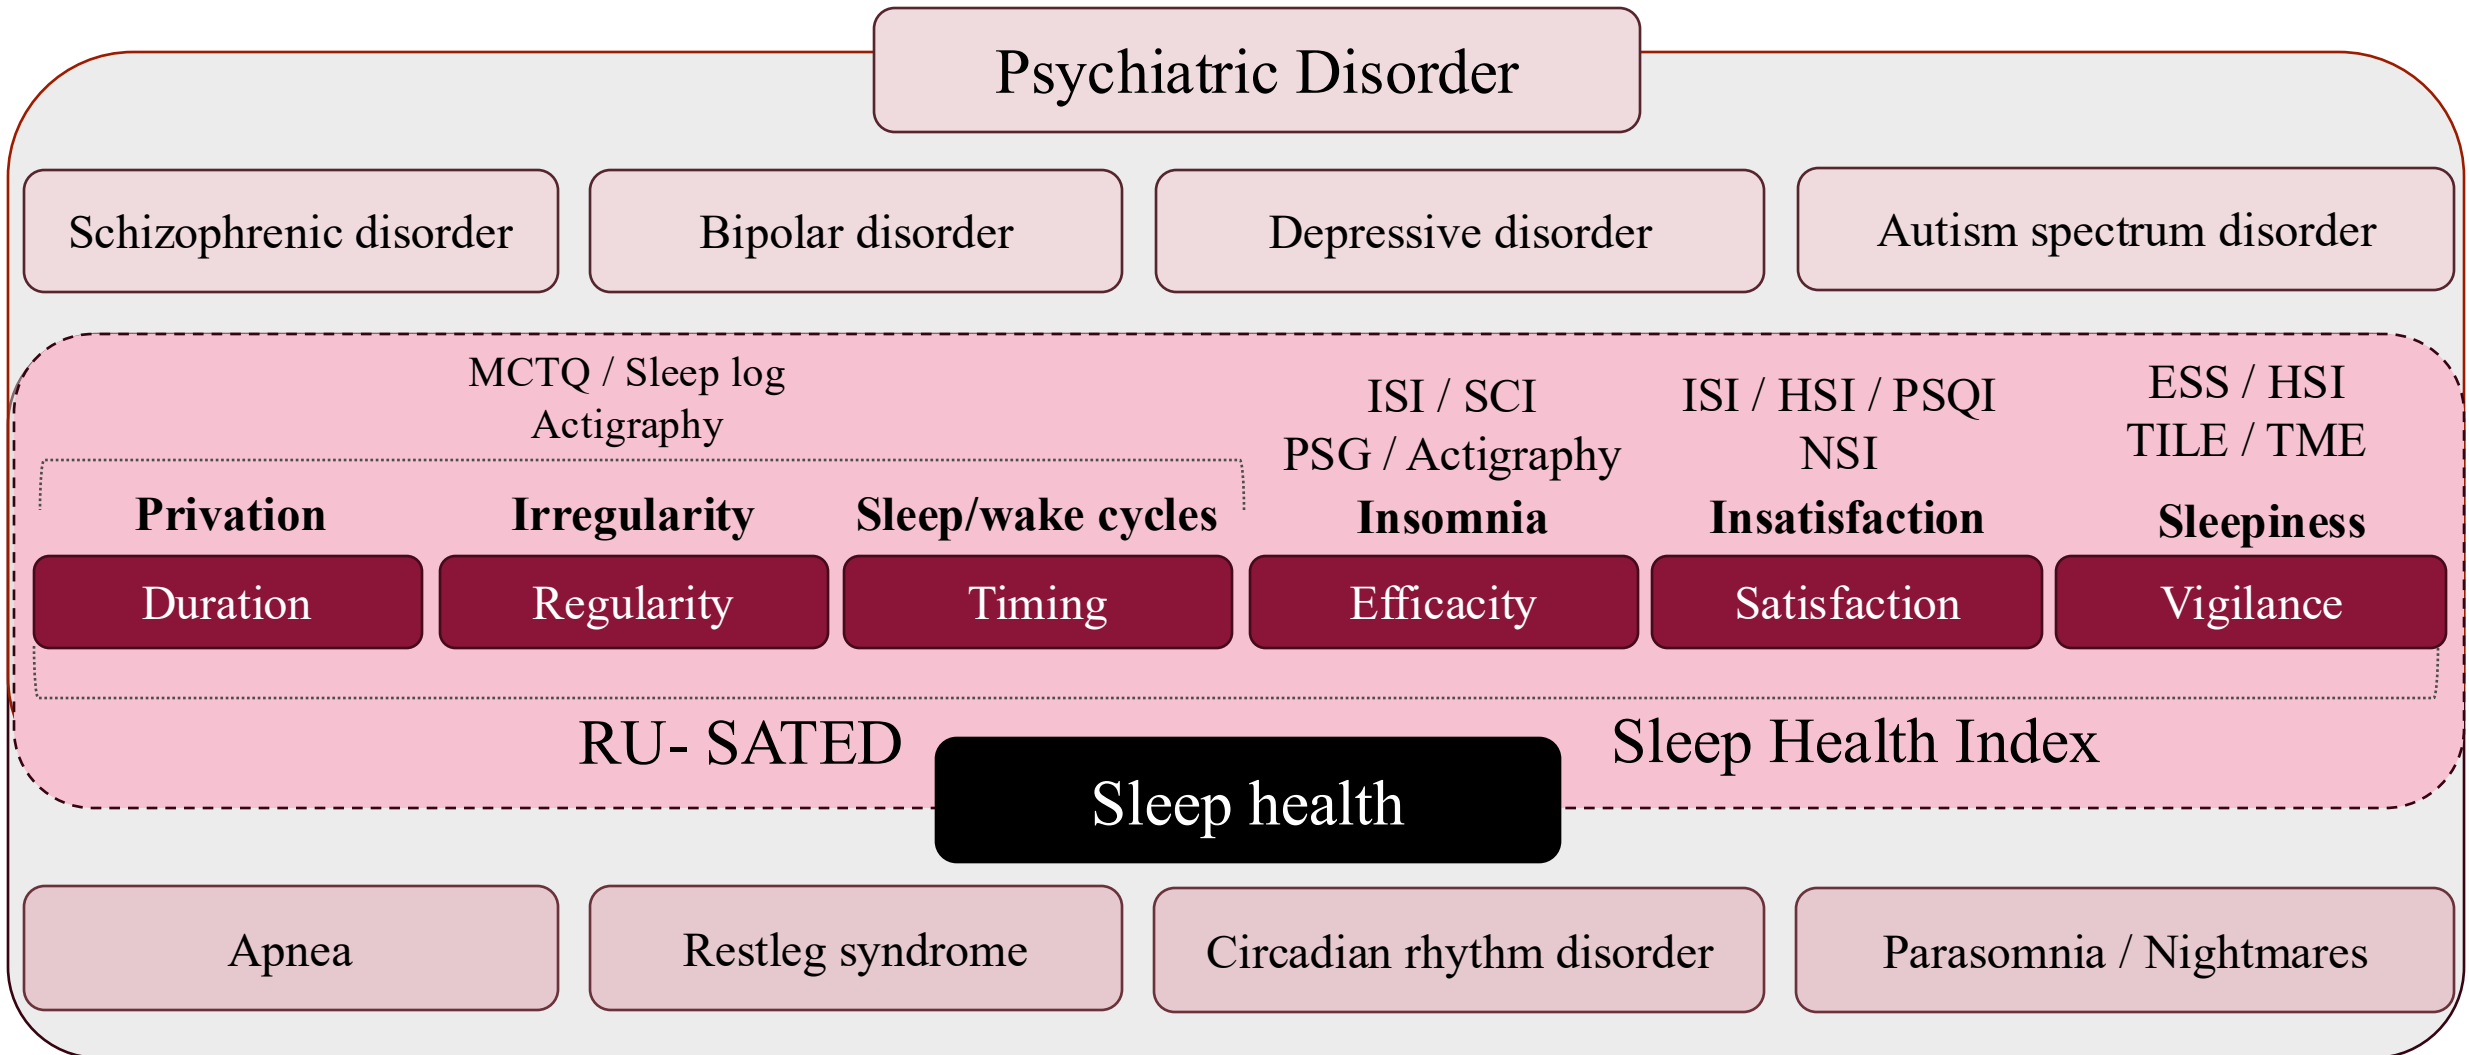 Psychiatric Disorder
Schizophrenic disorder
Bipolar disorder
Depressive disorder
Autism spectrum disorder
MCTQ / Sleep log
Actigraphy
ISI / SCI
PSG / Actigraphy
ISI / HSI / PSQI
NSI
ESS / HSI
TILE / TME
Privation
Irregularity
Sleep/wake cycles
Insomnia
Insatisfaction
Sleepiness
Duration
Regularity
Timing
Efficacity
Satisfaction
Vigilance
RU- SATED
Sleep Health Index
Sleep health
Apnea
Restleg syndrome
Circadian rhythm disorder
Parasomnia / Nightmares